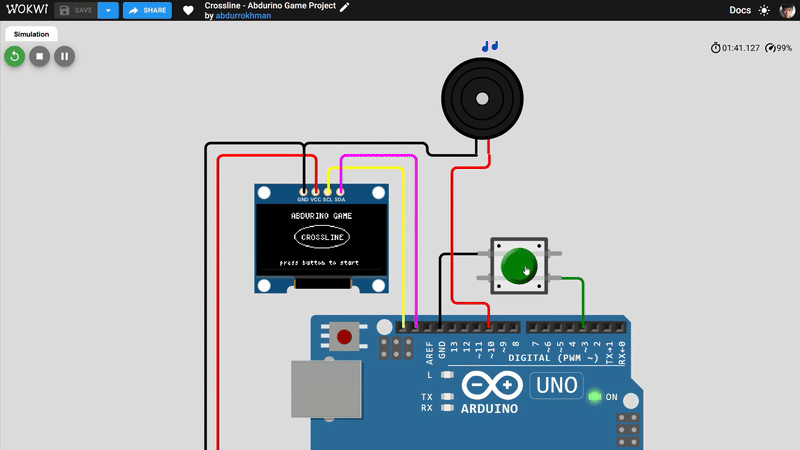 WOKWi
SAVE
SHARE
Crossline - Abdurino Game Project
by abdurrokhman
Docs
Simulation
01:41.127
99%
GND VCC SCL SDA
ABDURINO GAME
CROSSLINE
press button to start
AREF
GND
13
12
~11
~10
~9
8
7
~6
~5
4
~3
2
TX→1
RX←0
DIGITAL (PWM ~)
L
TX
RX
UNO
ARDUINO
ON